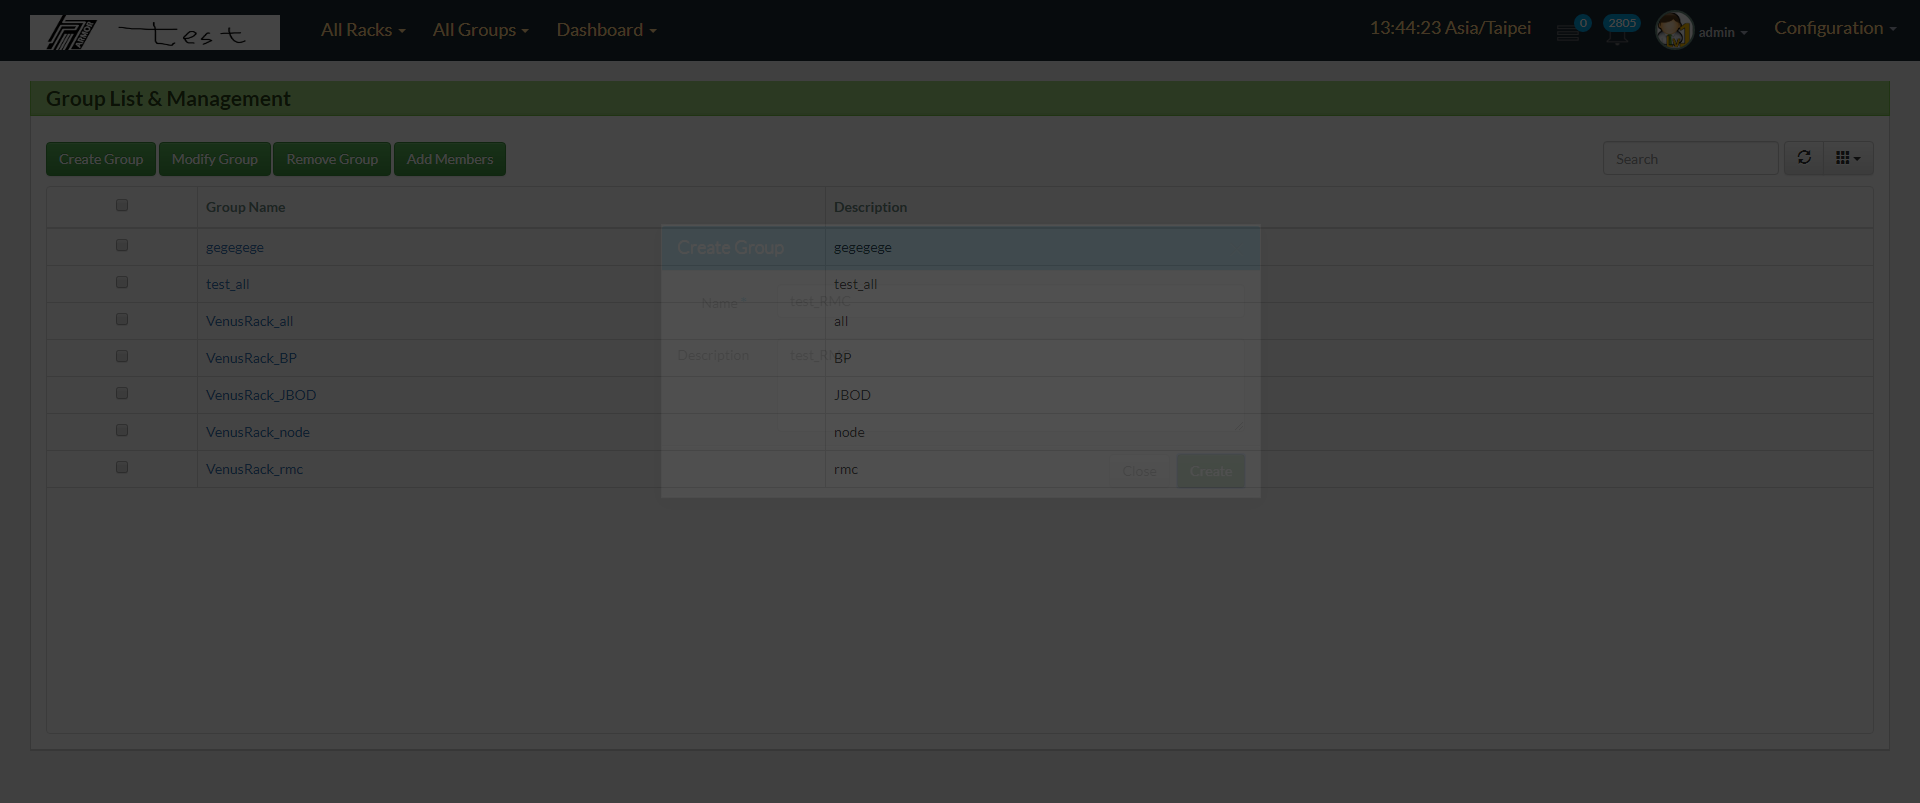 ARBOR test All Racks All Groups Dashboard 13:44:23 Asia/Taipei 0 2805 admin Configuration
Group List & Management
Create Group Modify Group Remove Group Add Members Search
Group Name Description
gegegege gegegege
test_all test_all
VenusRack_all all
VenusRack_BP BP
VenusRack_JBOD JBOD
VenusRack_node node
VenusRack_rmc rmc
Create Group
Name * test_RMC
Description
Close Create